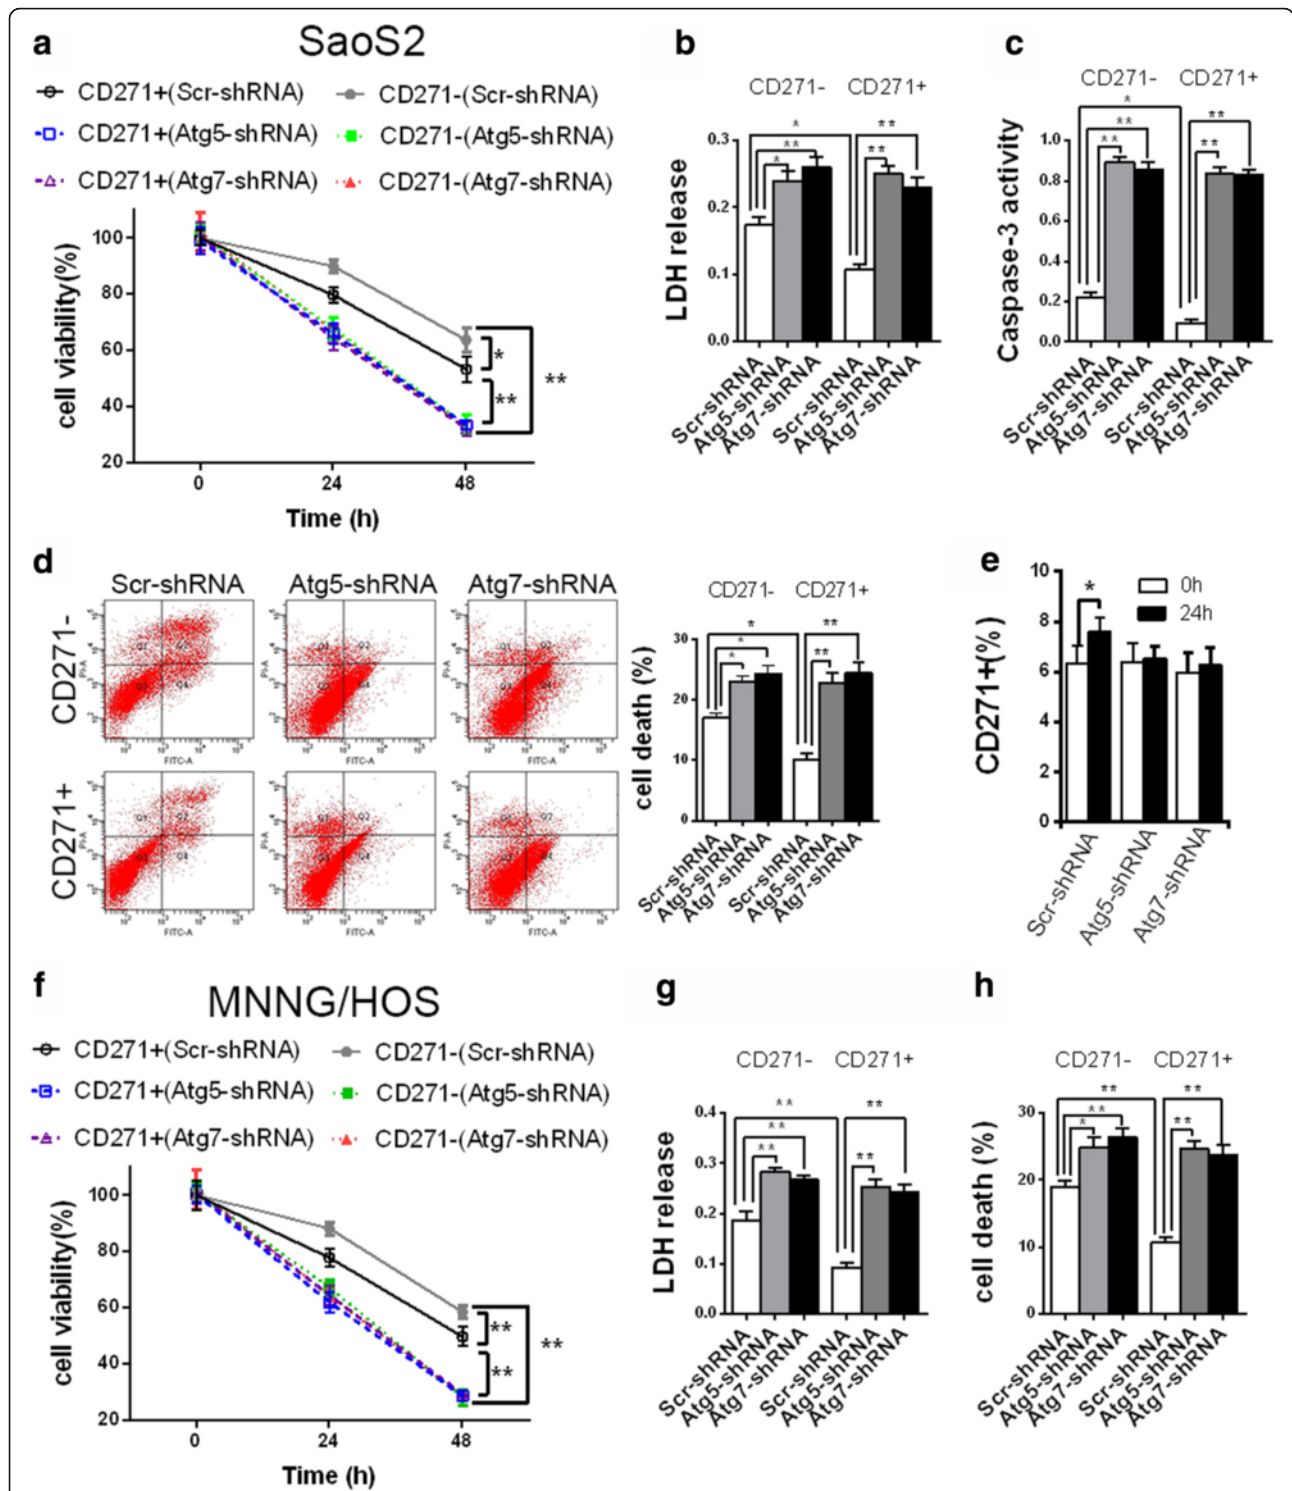 a
SaoS2
CD271+(Scr-shRNA)
CD271-(Scr-shRNA)
CD271+(Atg5-shRNA)
CD271-(Atg5-shRNA)
CD271+(Atg7-shRNA)
CD271-(Atg7-shRNA)
cell viability(%)
100
80
60
40
20
0
24
48
Time (h)
*
**
**
b
CD271-
CD271+
*
**
**
*
**
LDH release
0.3
0.2
0.1
0.0
Scr-shRNA
Atg5-shRNA
Atg7-shRNA
Scr-shRNA
Atg5-shRNA
Atg7-shRNA
c
CD271-
CD271+
*
**
**
**
**
Caspase-3 activity
1.0
0.8
0.6
0.4
0.2
0.0
Scr-shRNA
Atg5-shRNA
Atg7-shRNA
Scr-shRNA
Atg5-shRNA
Atg7-shRNA
d
Scr-shRNA
Atg5-shRNA
Atg7-shRNA
CD271-
CD271+
FITC-A
FITC-A
FITC-A
FITC-A
FITC-A
FITC-A
CD271-
CD271+
*
**
*
*
**
cell death (%)
30
20
10
0
Scr-shRNA
Atg5-shRNA
Atg7-shRNA
Scr-shRNA
Atg5-shRNA
Atg7-shRNA
e
CD271+(%)
10
8
6
4
2
0
*
0h
24h
Scr-shRNA
Atg5-shRNA
Atg7-shRNA
f
MNNG/HOS
CD271+(Scr-shRNA)
CD271-(Scr-shRNA)
CD271+(Atg5-shRNA)
CD271-(Atg5-shRNA)
CD271+(Atg7-shRNA)
CD271-(Atg7-shRNA)
cell viability(%)
100
80
60
40
20
0
24
48
Time (h)
**
**
**
g
CD271-
CD271+
**
**
**
**
**
LDH release
0.4
0.3
0.2
0.1
0.0
Scr-shRNA
Atg5-shRNA
Atg7-shRNA
Scr-shRNA
Atg5-shRNA
Atg7-shRNA
h
CD271-
CD271+
**
**
**
*
**
cell death (%)
30
20
10
0
Scr-shRNA
Atg5-shRNA
Atg7-shRNA
Scr-shRNA
Atg5-shRNA
Atg7-shRNA